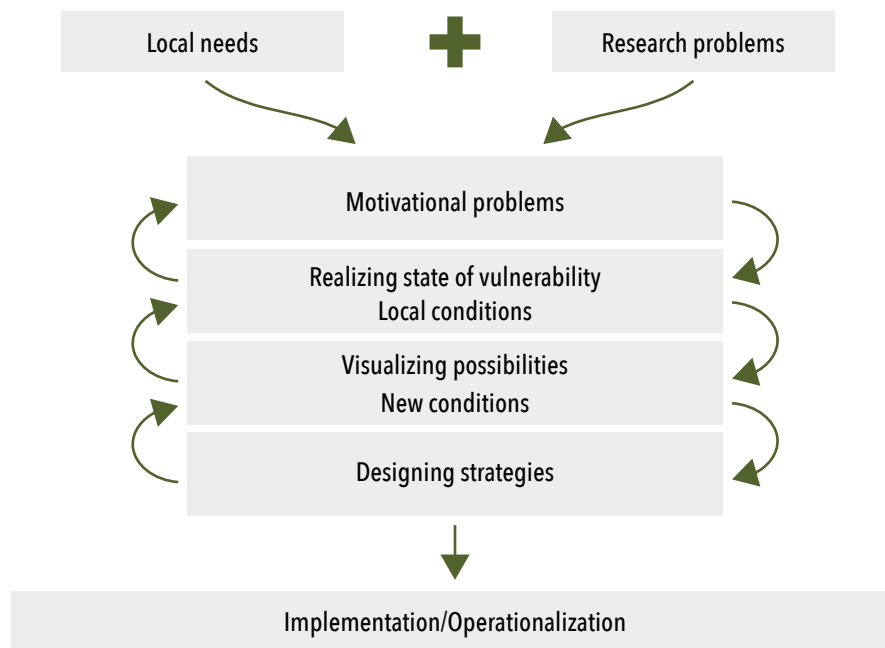 Local needs
Research problems
Motivational problems
Realizing state of vulnerability
Local conditions
Visualizing possibilities
New conditions
Designing strategies
Implementation/Operationalization